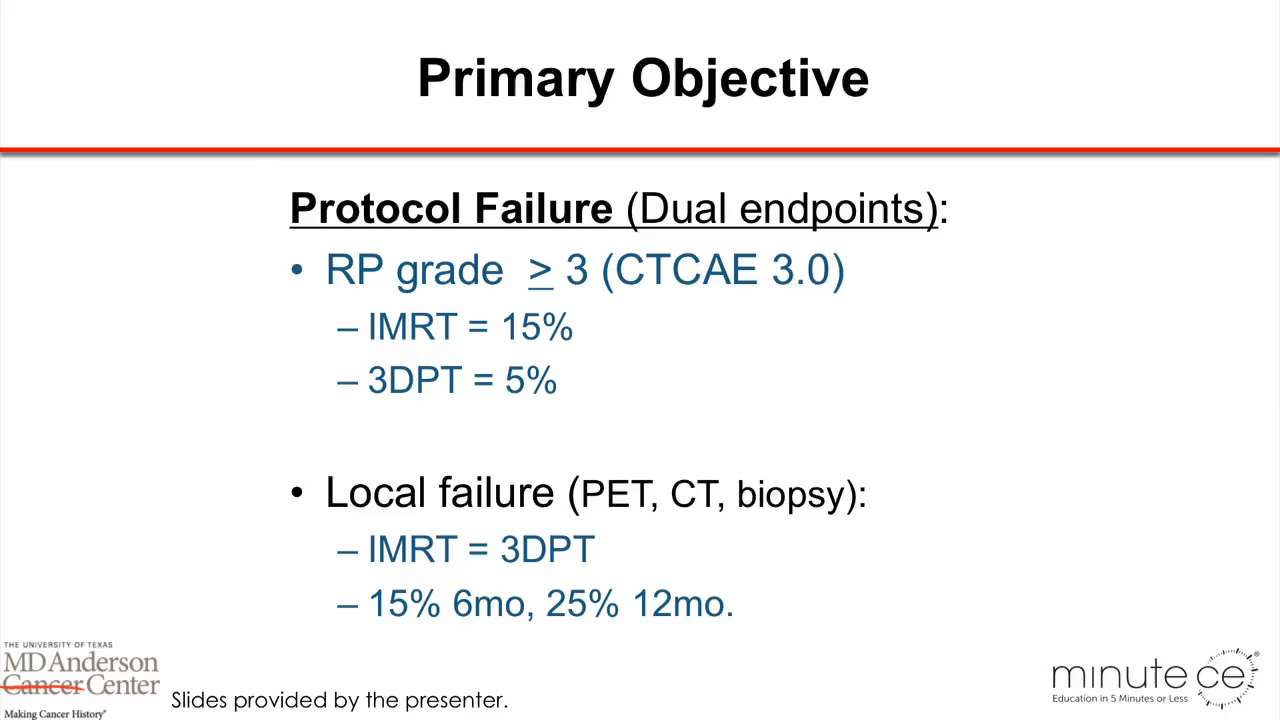 Primary Objective
Protocol Failure (Dual endpoints):
• RP grade ≥ 3 (CTCAE 3.0)
– IMRT = 15%
– 3DPT = 5%
• Local failure (PET, CT, biopsy):
– IMRT = 3DPT
– 15% 6mo, 25% 12mo.
THE UNIVERSITY OF TEXAS
MD Anderson
Cancer Center
Making Cancer History®
Slides provided by the presenter.
minute ce®
Education in 5 Minutes or Less